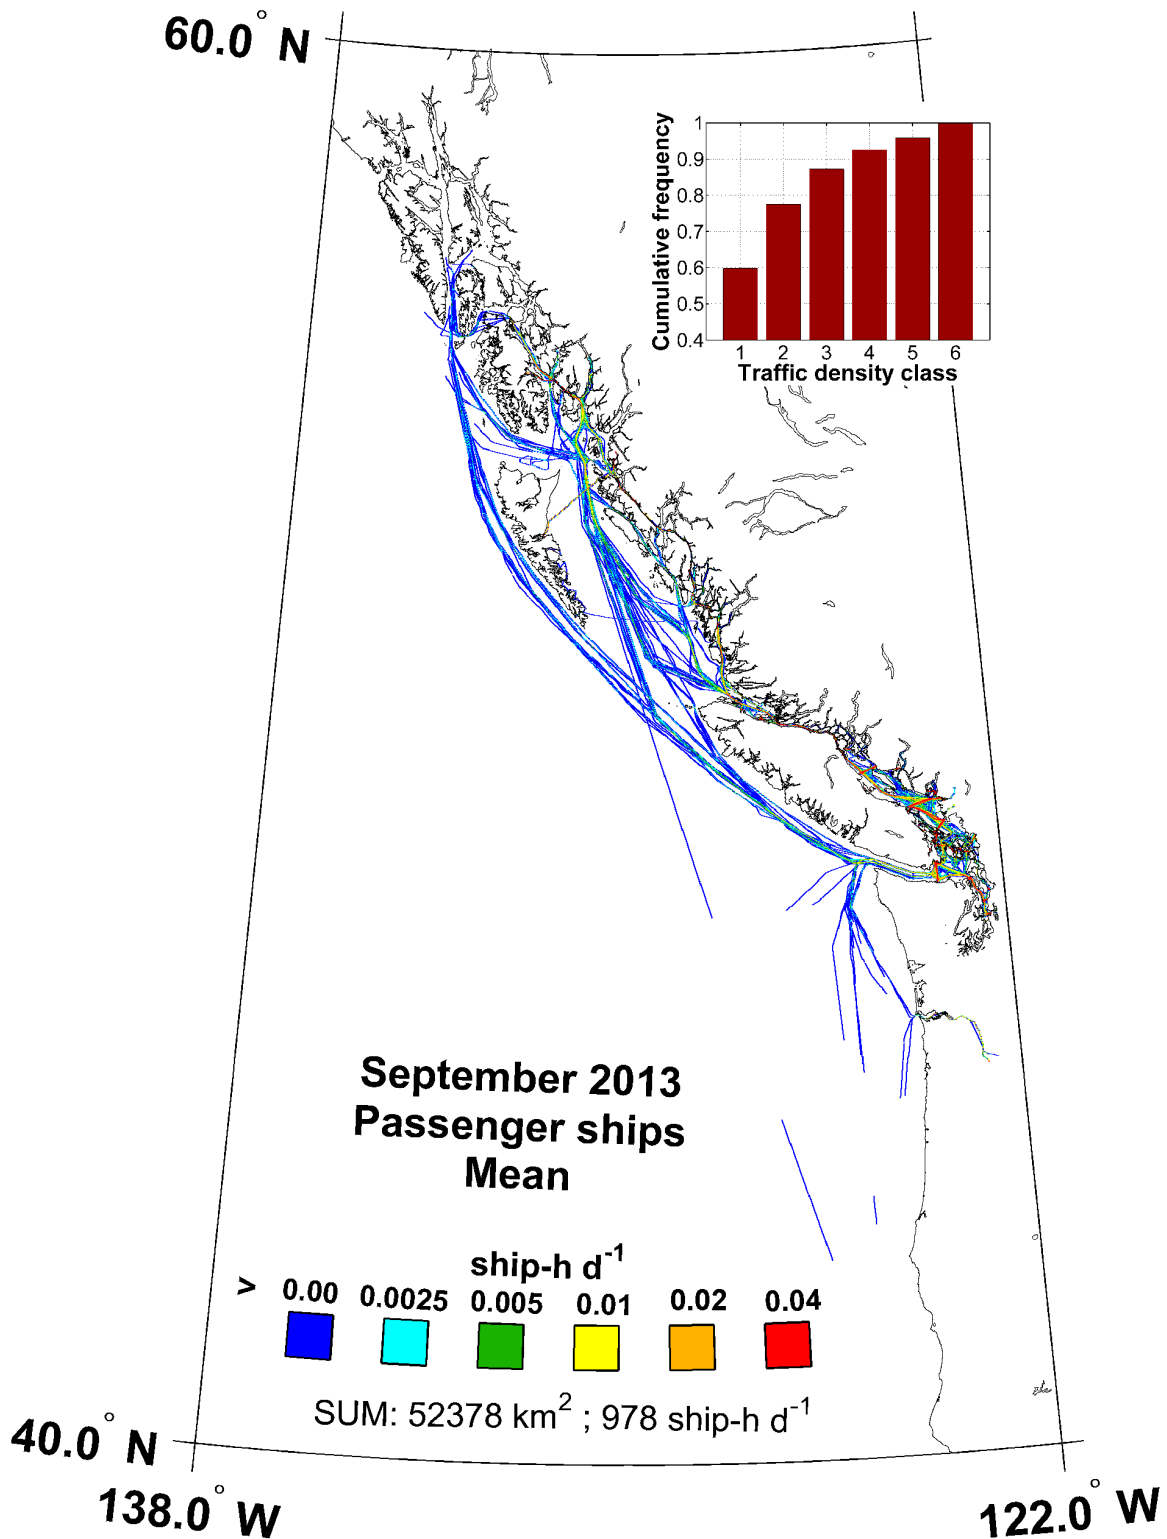 60.0° N
1
0.9
0.8
0.7
0.6
0.5
0.4
Cumulative frequency
1 2 3 4 5 6
Traffic density class
September 2013
Passenger ships
Mean
ship-h d⁻¹
> 0.00 0.0025 0.005 0.01 0.02 0.04
SUM: 52378 km² ; 978 ship-h d⁻¹
40.0° N
138.0° W
122.0° W